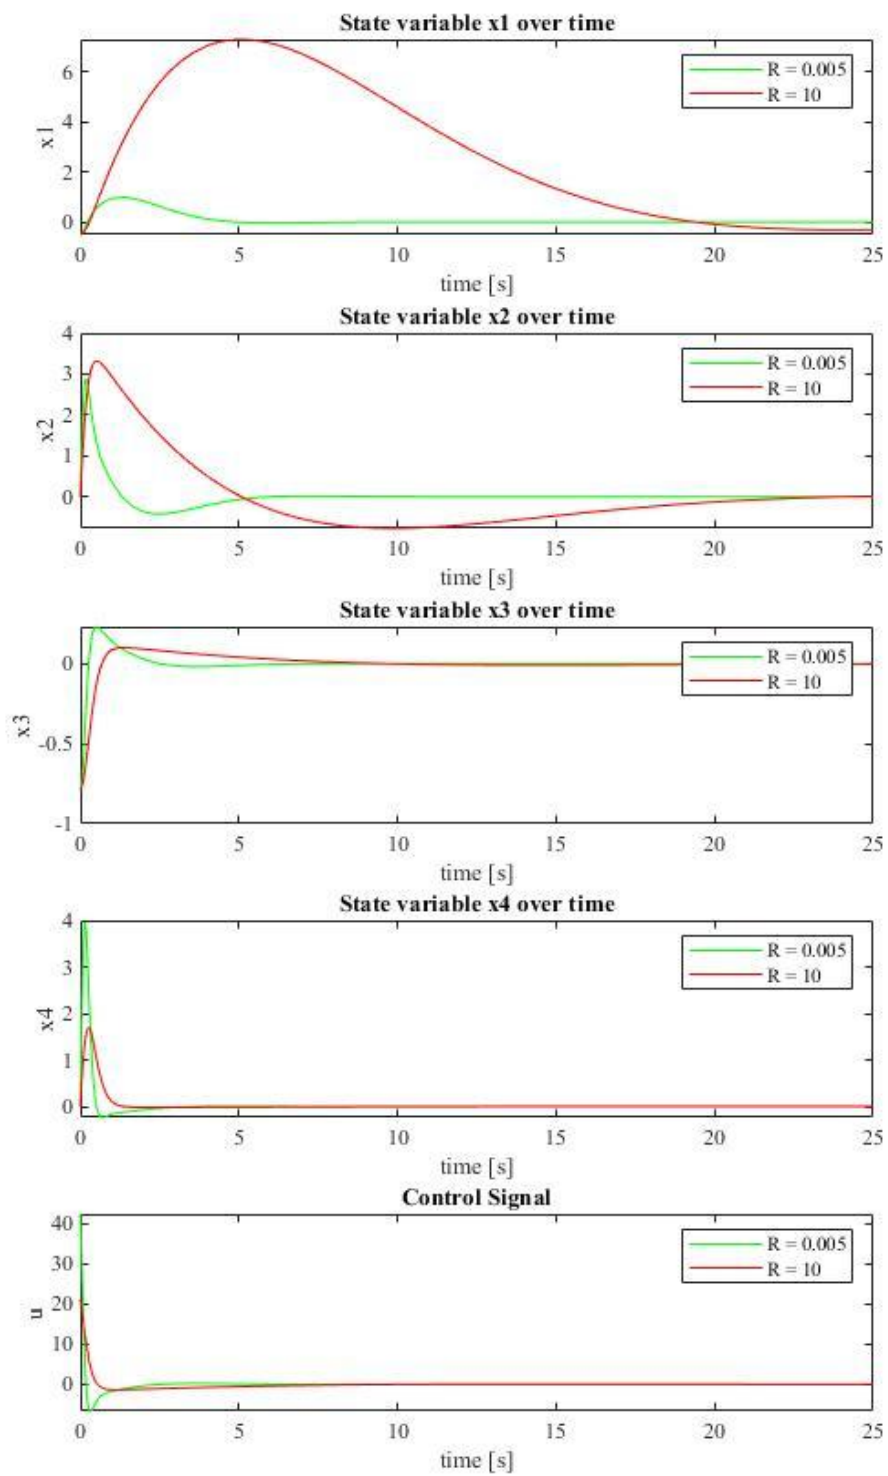 State variable x1 over time
R = 0.005
R = 10
6
4
2
0
x1
0 5 10 15 20 25
time [s]
State variable x2 over time
R = 0.005
R = 10
4
3
2
1
0
x2
0 5 10 15 20 25
time [s]
State variable x3 over time
R = 0.005
R = 10
0
-0.5
-1
x3
0 5 10 15 20 25
time [s]
State variable x4 over time
R = 0.005
R = 10
4
3
2
1
0
x4
0 5 10 15 20 25
time [s]
Control Signal
R = 0.005
R = 10
40
30
20
10
0
u
0 5 10 15 20 25
time [s]